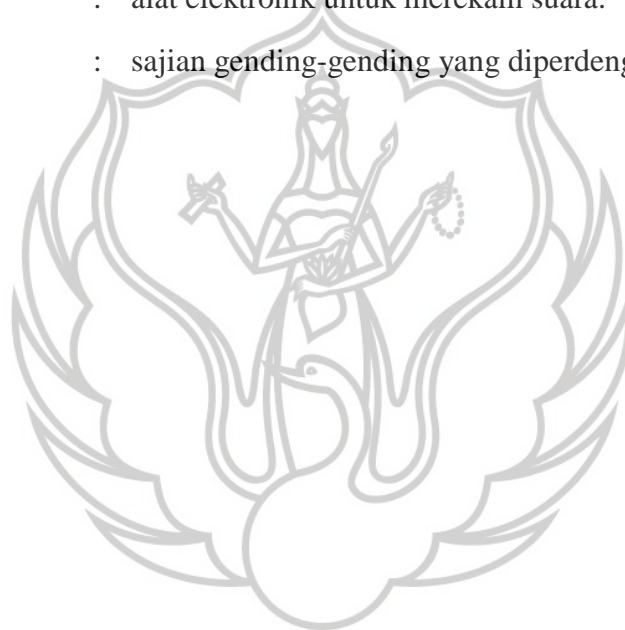 : alat elektronik untuk merekam suara.
: sajian gending-gending yang diperdeng